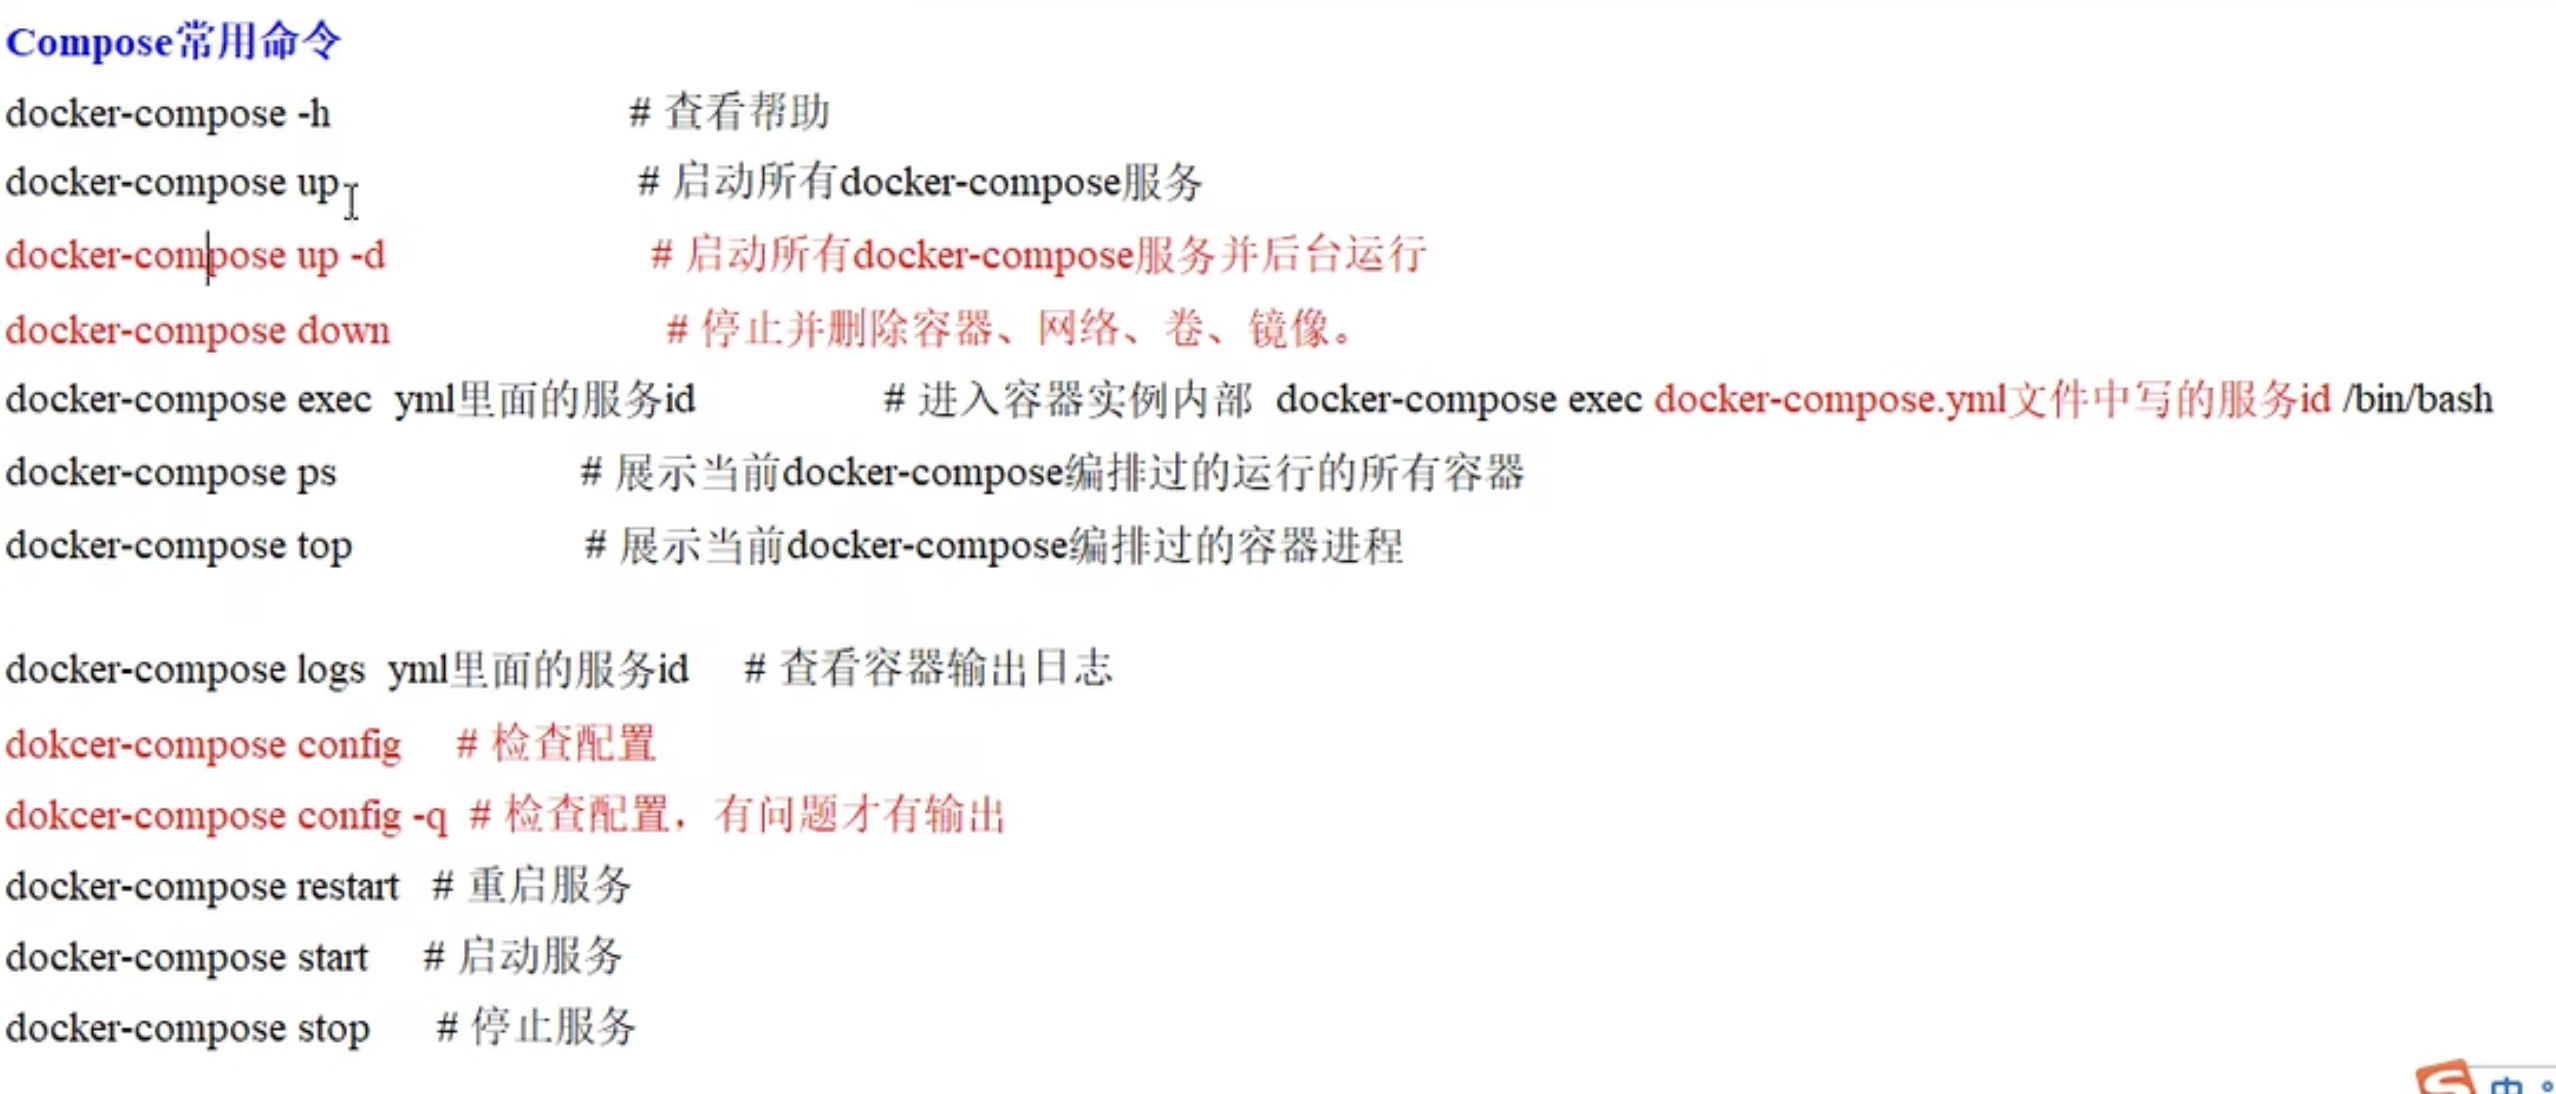 Compose常用命令
docker-compose -h # 查看帮助
docker-compose up # 启动所有docker-compose服务
docker-compose up -d # 启动所有docker-compose服务并后台运行
docker-compose down # 停止并删除容器、网络、卷、镜像。
docker-compose exec yml里面的服务id # 进入容器实例内部 docker-compose exec docker-compose.yml文件中写的服务id /bin/bash
docker-compose ps # 展示当前docker-compose编排过的运行的所有容器
docker-compose top # 展示当前docker-compose编排过的容器进程
docker-compose logs yml里面的服务id # 查看容器输出日志
dokcer-compose config # 检查配置
dokcer-compose config -q # 检查配置，有问题才有输出
docker-compose restart # 重启服务
docker-compose start # 启动服务
docker-compose stop # 停止服务
中